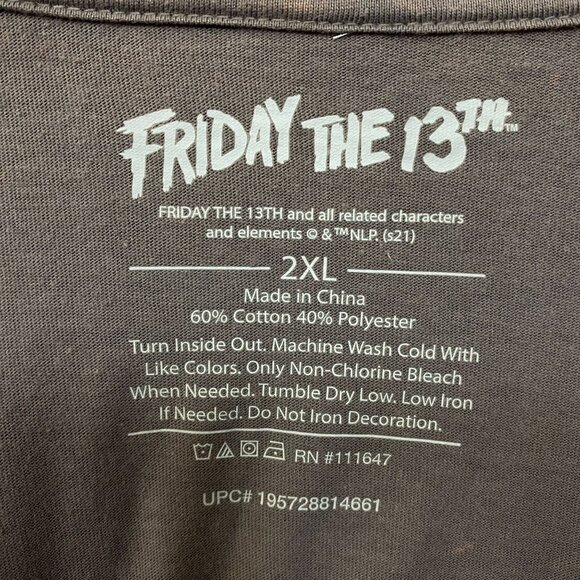 FRIDAY THE 13TH™
FRIDAY THE 13TH and all related characters
and elements © &™NLP. (s21)
2XL
Made in China
60% Cotton 40% Polyester
Turn Inside Out. Machine Wash Cold With
Like Colors. Only Non-Chlorine Bleach
When Needed. Tumble Dry Low. Low Iron
If Needed. Do Not Iron Decoration.
RN #111647
UPC# 195728814661